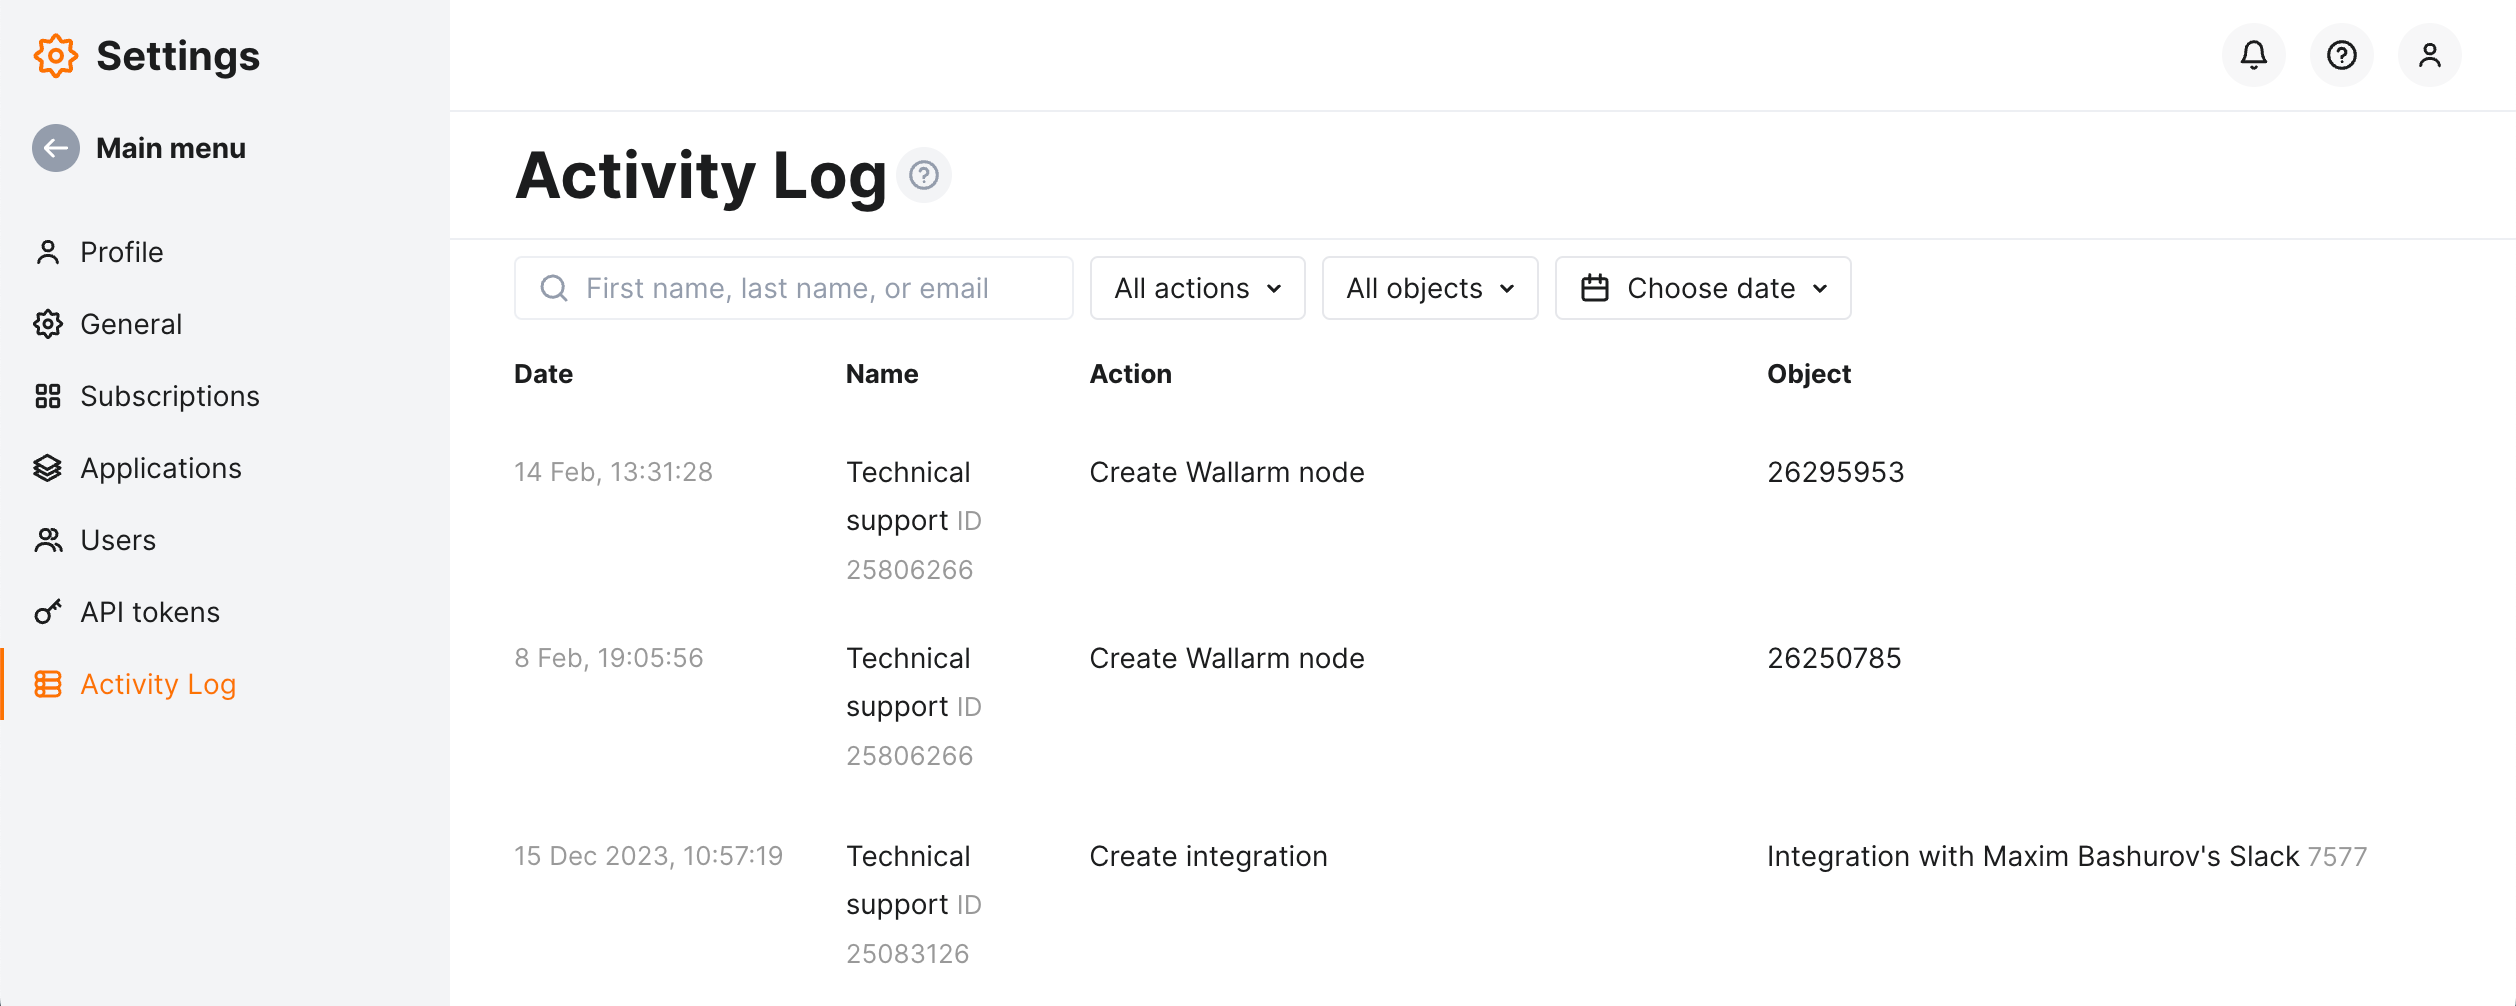 Settings
Main menu
Profile
General
Subscriptions
Applications
Users
API tokens
Activity Log
Activity Log
First name, last name, or email
All actions
All objects
Choose date
Date Name Action Object
14 Feb, 13:31:28 Technical Create Wallarm node 26295953
support ID
25806266
8 Feb, 19:05:56 Technical Create Wallarm node 26250785
support ID
25806266
15 Dec 2023, 10:57:19 Technical Create integration Integration with Maxim Bashurov's Slack 7577
support ID
25083126